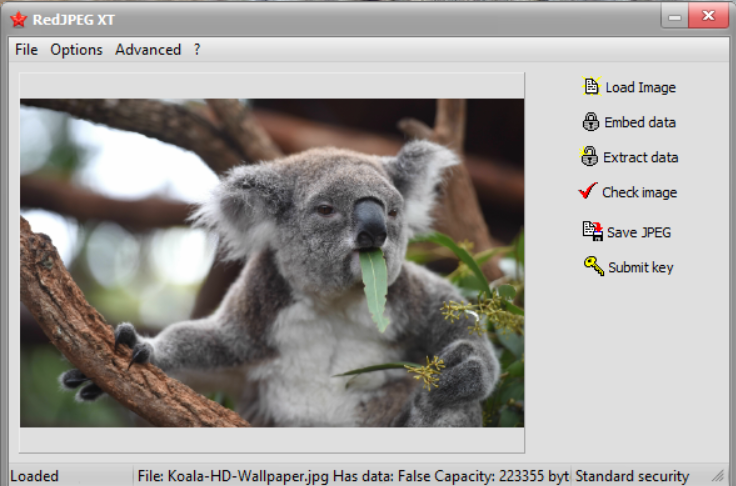 RedJPEG XT
File Options Advanced ?
Load Image
Embed data
Extract data
Check image
Save JPEG
Submit key
Loaded File: Koala-HD-Wallpaper.jpg Has data: False Capacity: 223355 byt Standard security